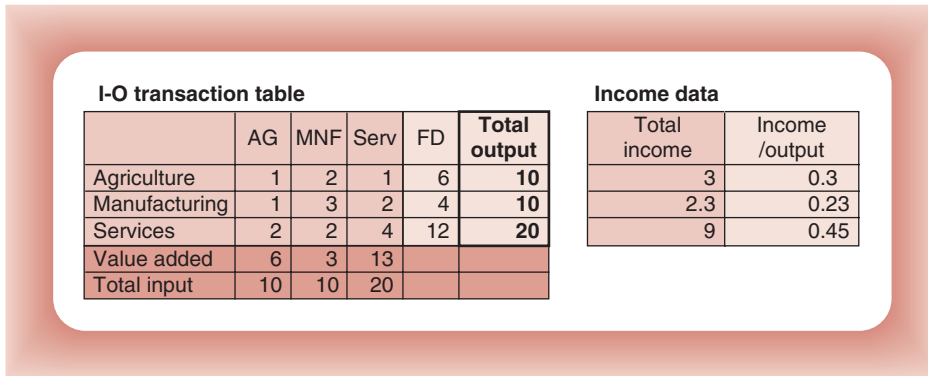 I-O transaction table
AG MNF Serv FD Total output
Agriculture 1 2 1 6 10
Manufacturing 1 3 2 4 10
Services 2 2 4 12 20
Value added 6 3 13
Total input 10 10 20
Income data
Total income Income /output
3 0.3
2.3 0.23
9 0.45